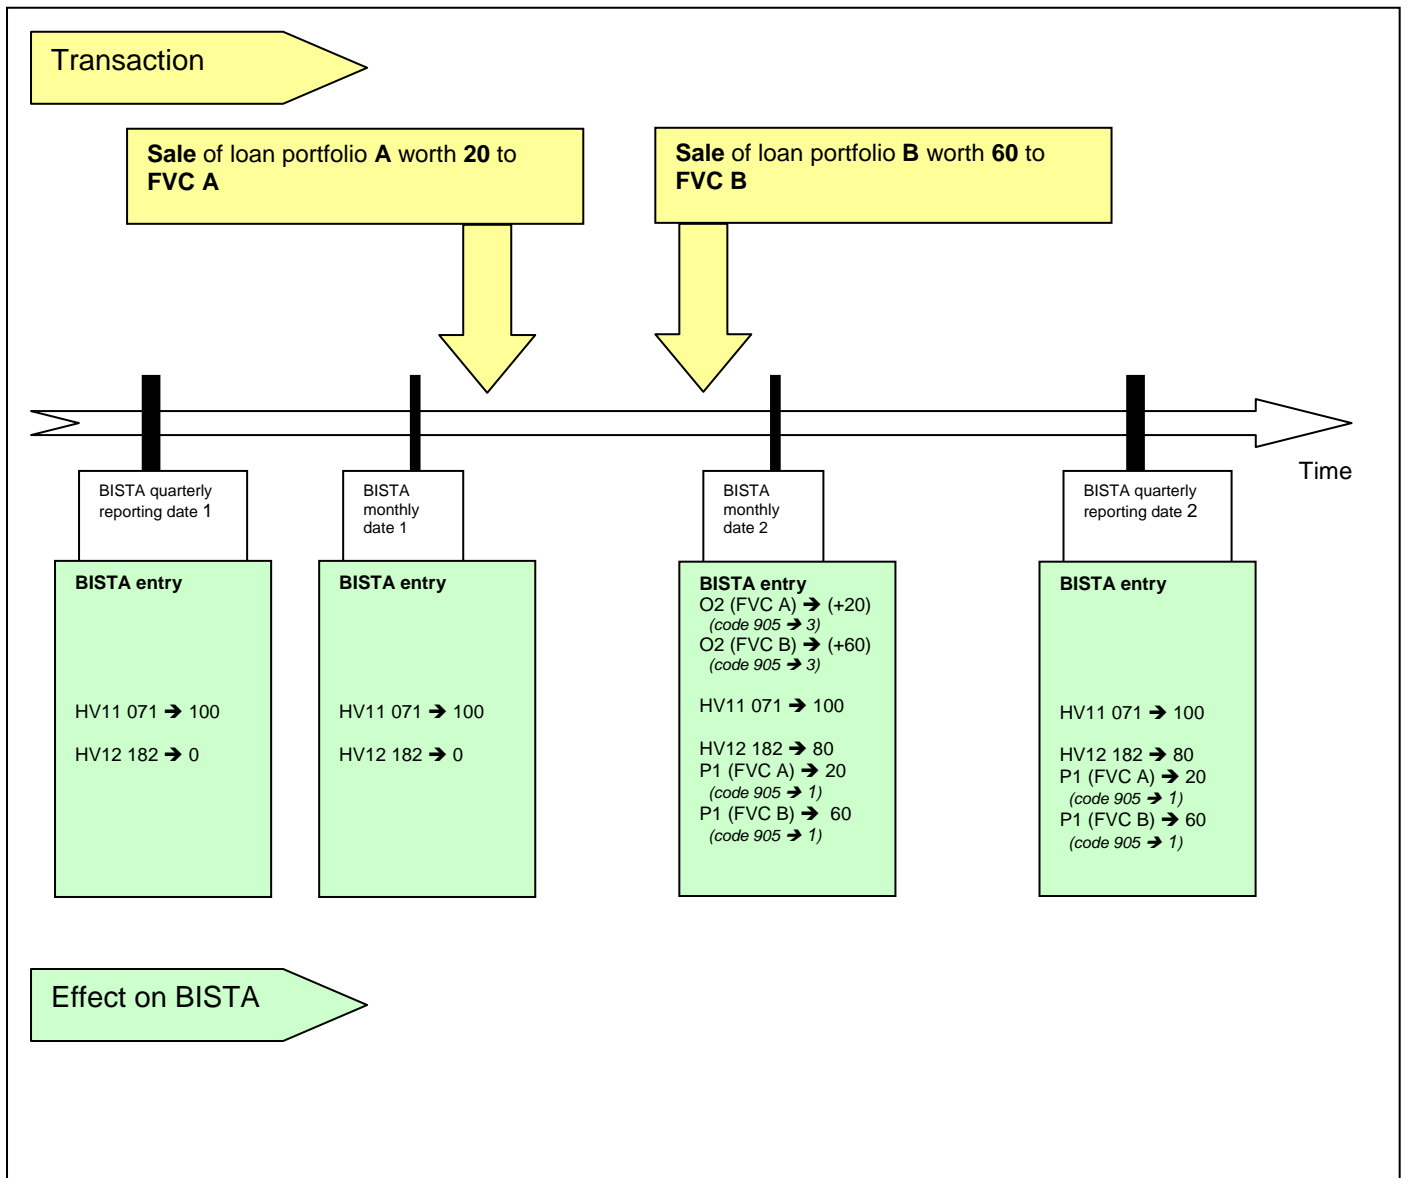 Transaction
Sale of loan portfolio A worth 20 to
FVC A
Sale of loan portfolio B worth 60 to
FVC B
Time
BISTA quarterly
reporting date 1
BISTA
monthly
date 1
BISTA
monthly
date 2
BISTA quarterly
reporting date 2
BISTA entry
HV11 071 ➔ 100
HV12 182 ➔ 0
BISTA entry
HV11 071 ➔ 100
HV12 182 ➔ 0
BISTA entry
O2 (FVC A) ➔ (+20)
(code 905 ➔ 3)
O2 (FVC B) ➔ (+60)
(code 905 ➔ 3)
HV11 071 ➔ 100
HV12 182 ➔ 80
P1 (FVC A) ➔ 20
(code 905 ➔ 1)
P1 (FVC B) ➔ 60
(code 905 ➔ 1)
BISTA entry
HV11 071 ➔ 100
HV12 182 ➔ 80
P1 (FVC A) ➔ 20
(code 905 ➔ 1)
P1 (FVC B) ➔ 60
(code 905 ➔ 1)
Effect on BISTA